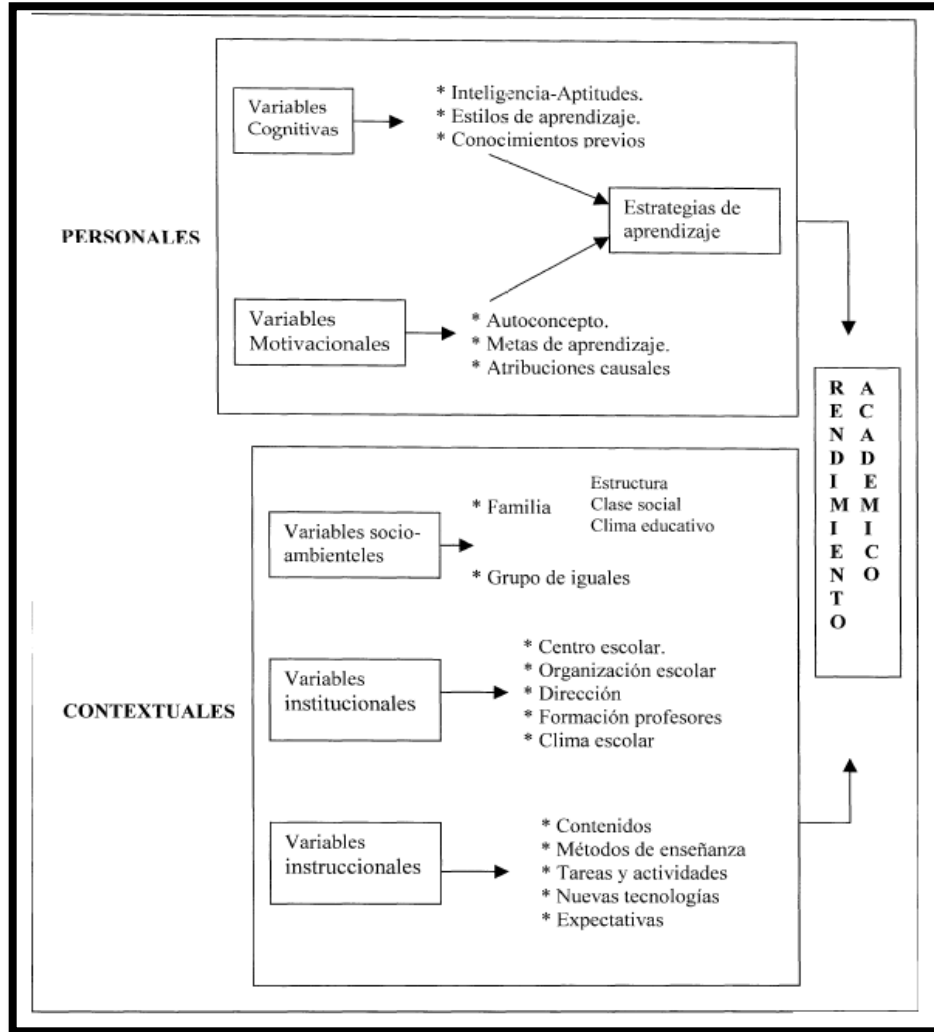 PERSONALES
Variables
Cognitivas
* Inteligencia-Aptitudes.
* Estilos de aprendizaje.
* Conocimientos previos
Estrategias de
aprendizaje
Variables
Motivacionales
* Autoconcepto.
* Metas de aprendizaje.
* Atribuciones causales
CONTEXTUALES
Variables socio-
ambienteles
* Familia
Estructura
Clase social
Clima educativo
* Grupo de iguales
Variables
institucionales
* Centro escolar.
* Organización escolar
* Dirección
* Formación profesores
* Clima escolar
Variables
instruccionales
* Contenidos
* Métodos de enseñanza
* Tareas y actividades
* Nuevas tecnologías
* Expectativas
RENDIMIENTO
ACADEMICO